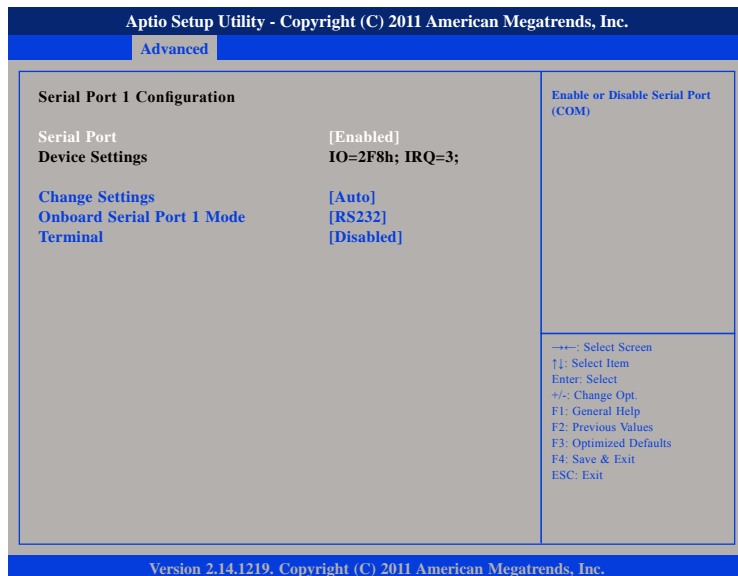 Aptio Setup Utility - Copyright (C) 2011 American Megatrends, Inc.
Advanced
Serial Port 1 Configuration
Serial Port [Enabled]
Device Settings IO=2F8h; IRQ=3;
Change Settings [Auto]
Onboard Serial Port 1 Mode [RS232]
Terminal [Disabled]
Enable or Disable Serial Port
(COM)
→←: Select Screen
↑↓: Select Item
Enter: Select
+/-: Change Opt.
F1: General Help
F2: Previous Values
F3: Optimized Defaults
F4: Save & Exit
ESC: Exit
Version 2.14.1219. Copyright (C) 2011 American Megatrends, Inc.